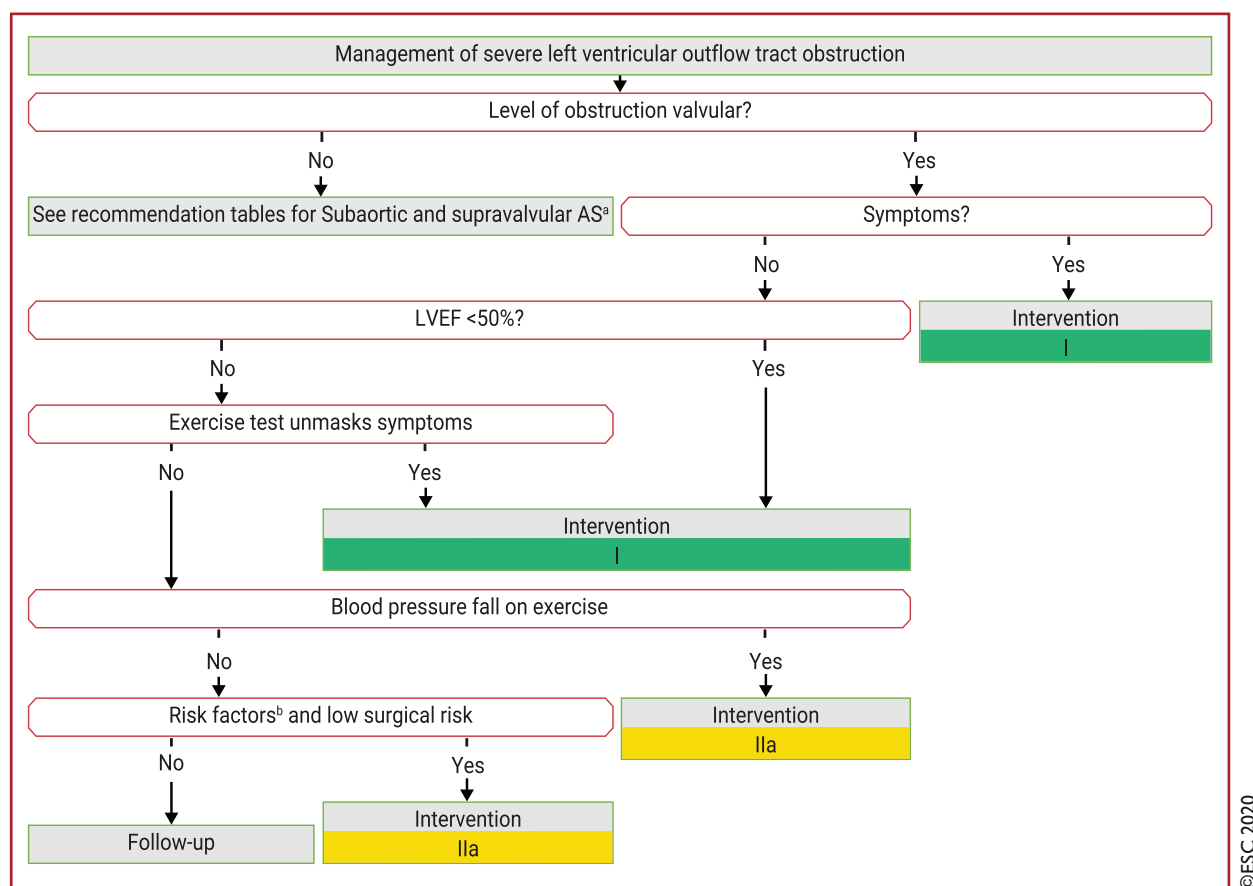 Management of severe left ventricular outflow tract obstruction
Level of obstruction valvular?
No
Yes
See recommendation tables for Subaortic and supravalvular ASᵃ
Symptoms?
No
Yes
LVEF <50%?
Intervention
I
No
Yes
Exercise test unmasks symptoms
No
Yes
Intervention
I
Blood pressure fall on exercise
No
Yes
Risk factorsᵇ and low surgical risk
Intervention
IIa
No
Yes
Follow-up
Intervention
IIa
©ESC 2020